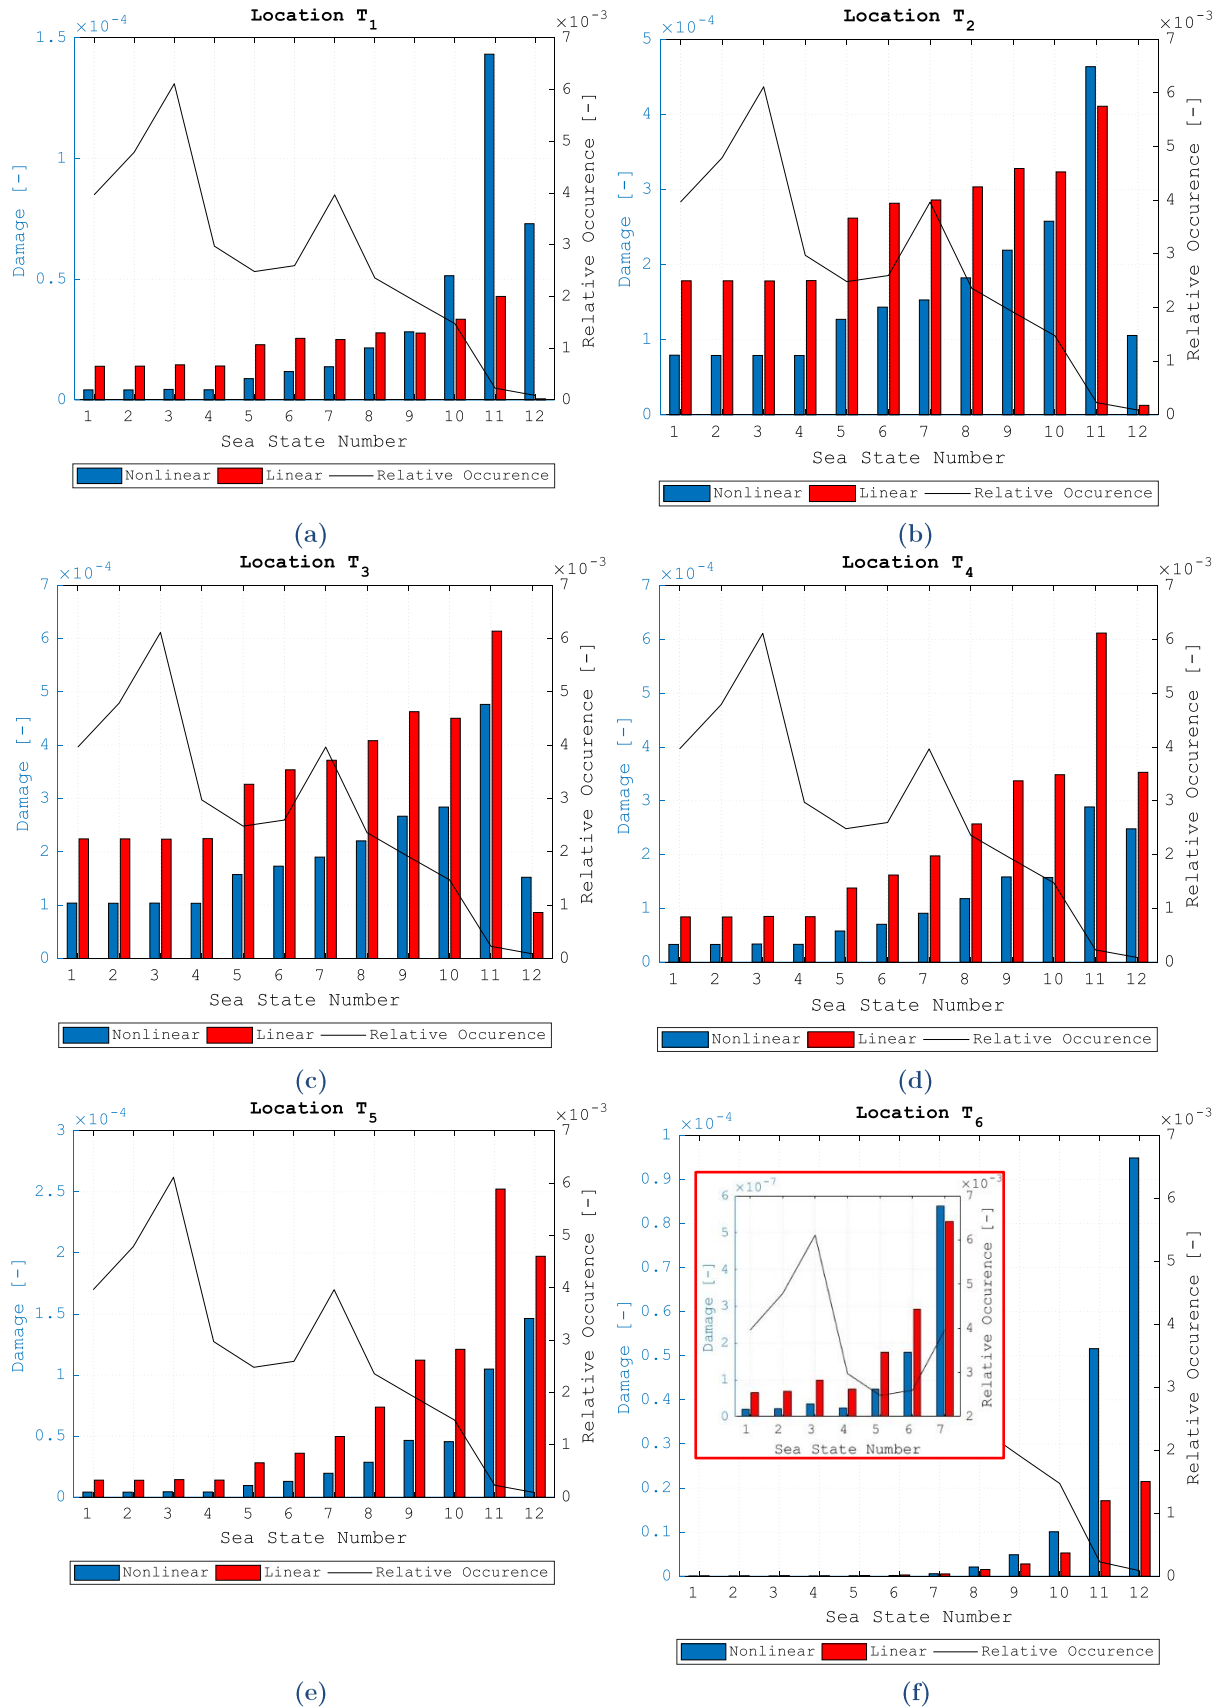 Location T1
×10-4
×10-3
1.5
1
0.5
0
7
6
5
4
3
2
1
0
Damage [-]
Relative Occurence [-]
1 2 3 4 5 6 7 8 9 10 11 12
Sea State Number
Nonlinear Linear Relative Occurence
(a)
Location T2
×10-4
×10-3
5
4
3
2
1
0
7
6
5
4
3
2
1
0
Damage [-]
Relative Occurence [-]
1 2 3 4 5 6 7 8 9 10 11 12
Sea State Number
Nonlinear Linear Relative Occurence
(b)
Location T3
×10-4
×10-3
7
6
5
4
3
2
1
0
7
6
5
4
3
2
1
0
Damage [-]
Relative Occurence [-]
1 2 3 4 5 6 7 8 9 10 11 12
Sea State Number
Nonlinear Linear Relative Occurence
(c)
Location T4
×10-4
×10-3
7
6
5
4
3
2
1
0
7
6
5
4
3
2
1
0
Damage [-]
Relative Occurence [-]
1 2 3 4 5 6 7 8 9 10 11 12
Sea State Number
Nonlinear Linear Relative Occurence
(d)
Location T5
×10-4
×10-3
3
2.5
2
1.5
1
0.5
0
7
6
5
4
3
2
1
0
Damage [-]
Relative Occurence [-]
1 2 3 4 5 6 7 8 9 10 11 12
Sea State Number
Nonlinear Linear Relative Occurence
(e)
Location T6
×10-4
×10-3
1
0.9
0.8
0.7
0.6
0.5
0.4
0.3
0.2
0.1
0
7
6
5
4
3
2
1
0
Damage [-]
Relative Occurence [-]
×10-7
×10-3
6
5
4
3
2
1
0
7
6
5
4
3
2
Damage [-]
Relative Occurence [-]
1 2 3 4 5 6 7
Sea State Number
1 2 3 4 5 6 7 8 9 10 11 12
Sea State Number
Nonlinear Linear Relative Occurence
(f)